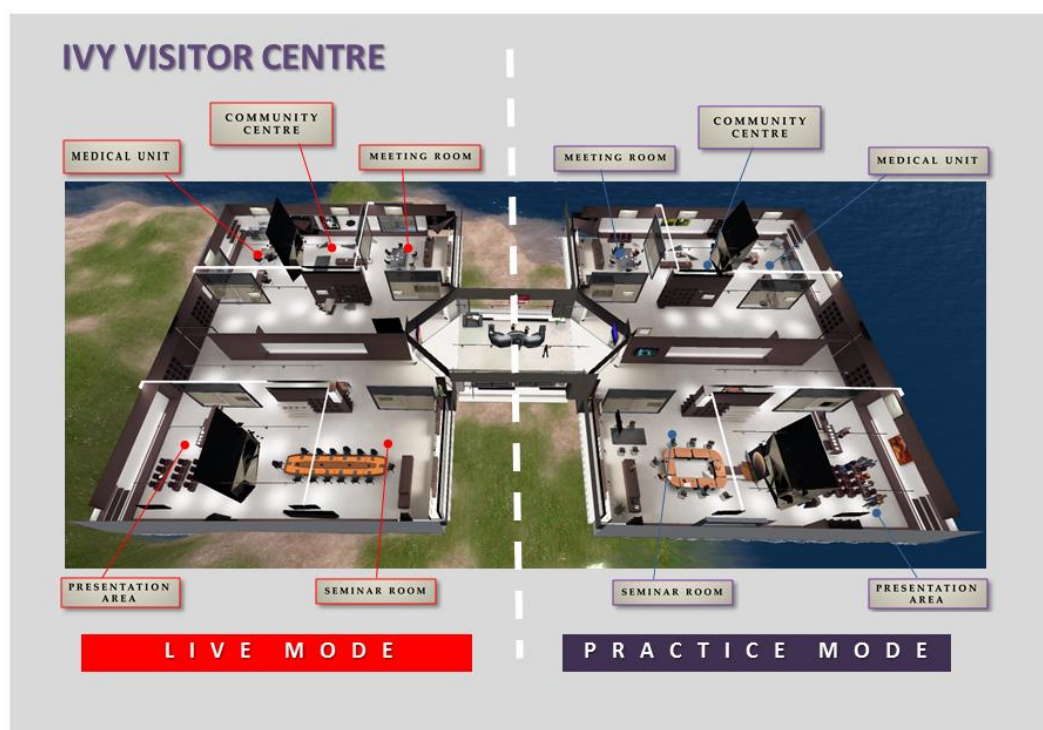 IVY VISITOR CENTRE
COMMUNITY
CENTRE
MEDICAL UNIT
MEETING ROOM
COMMUNITY
CENTRE
MEETING ROOM
MEDICAL UNIT
PRESENTATION
AREA
SEMINAR ROOM
SEMINAR ROOM
PRESENTATION
AREA
LIVE MODE
PRACTICE MODE